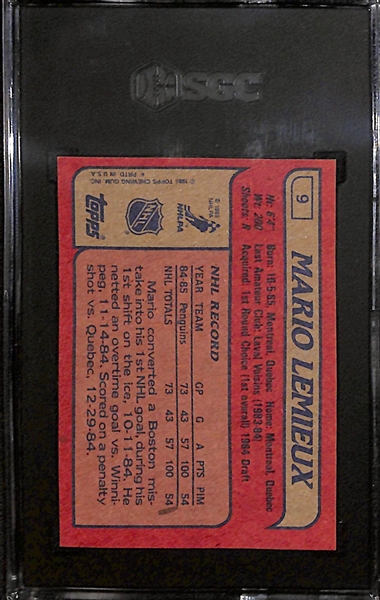 SGC
9
MARIO LEMIEUX
Ht: 6'4" Born: 10-5-65, Montreal, Quebec Home: Montreal, Quebec
Wt: 200 Last Amateur Club: Laval Voisins (1983-84)
Shoots: R Acquired: 1st Round Choice (1st overall) 1984 Draft
NHL RECORD
YEAR TEAM GP G A PTS PIM
84-85 Penguins 73 43 57 100 54
NHL TOTALS 73 43 57 100 54
Mario converted a Boston mis-
take into his 1st NHL goal, during his
1st shift on the ice, 10-11-84. He
netted an overtime goal vs. Winni-
peg, 11-14-84. Scored on a penalty
shot vs. Quebec, 12-29-84.
© 1985
NHLPA
NHLPA
NHL
© 1985 TOPPS CHEWING GUM, INC.
* PRTD IN U.S.A.
TOPPS